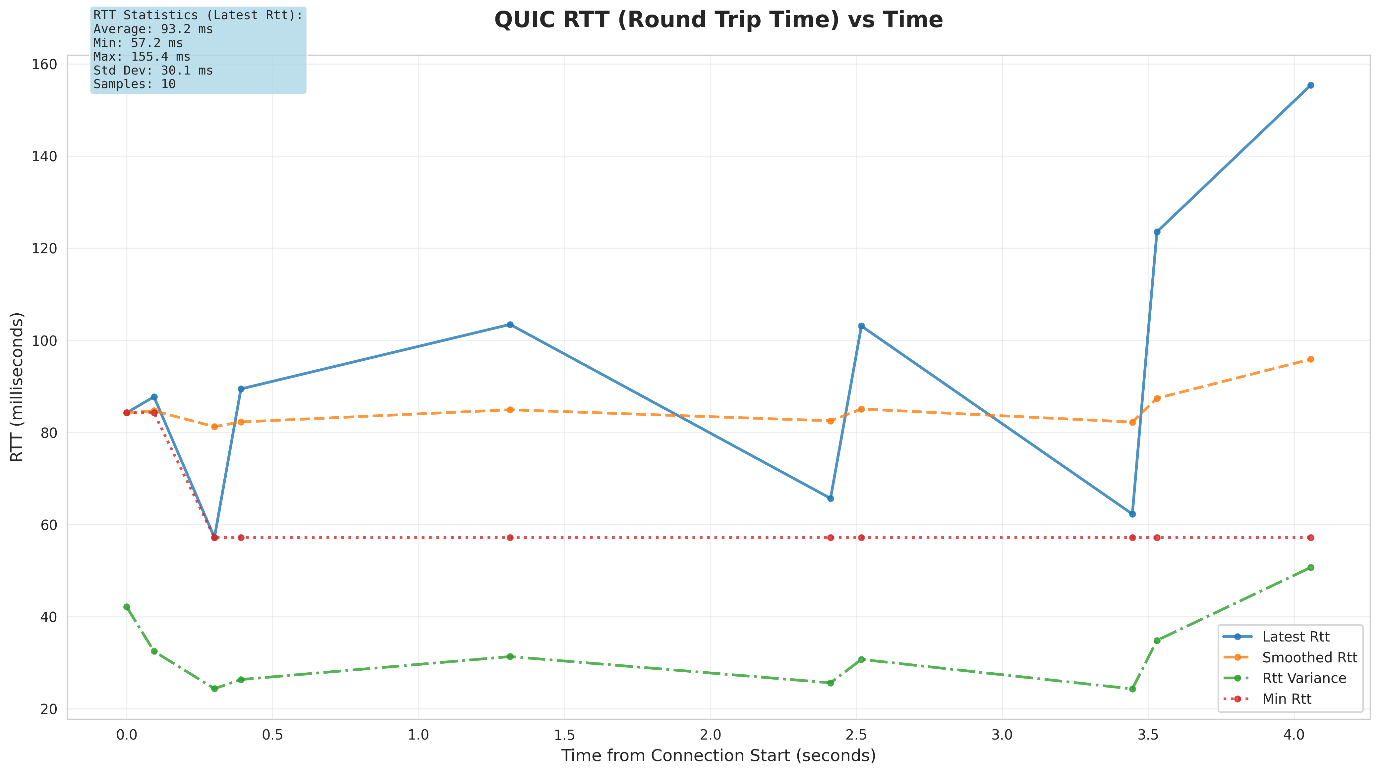 RTT Statistics (Latest Rtt):
Average: 93.2 ms
Min: 57.2 ms
Max: 155.4 ms
Std Dev: 30.1 ms
Samples: 10
QUIC RTT (Round Trip Time) vs Time
RTT (milliseconds)
160
140
120
100
80
60
40
20
Latest Rtt
Smoothed Rtt
Rtt Variance
Min Rtt
0.0 0.5 1.0 1.5 2.0 2.5 3.0 3.5 4.0
Time from Connection Start (seconds)